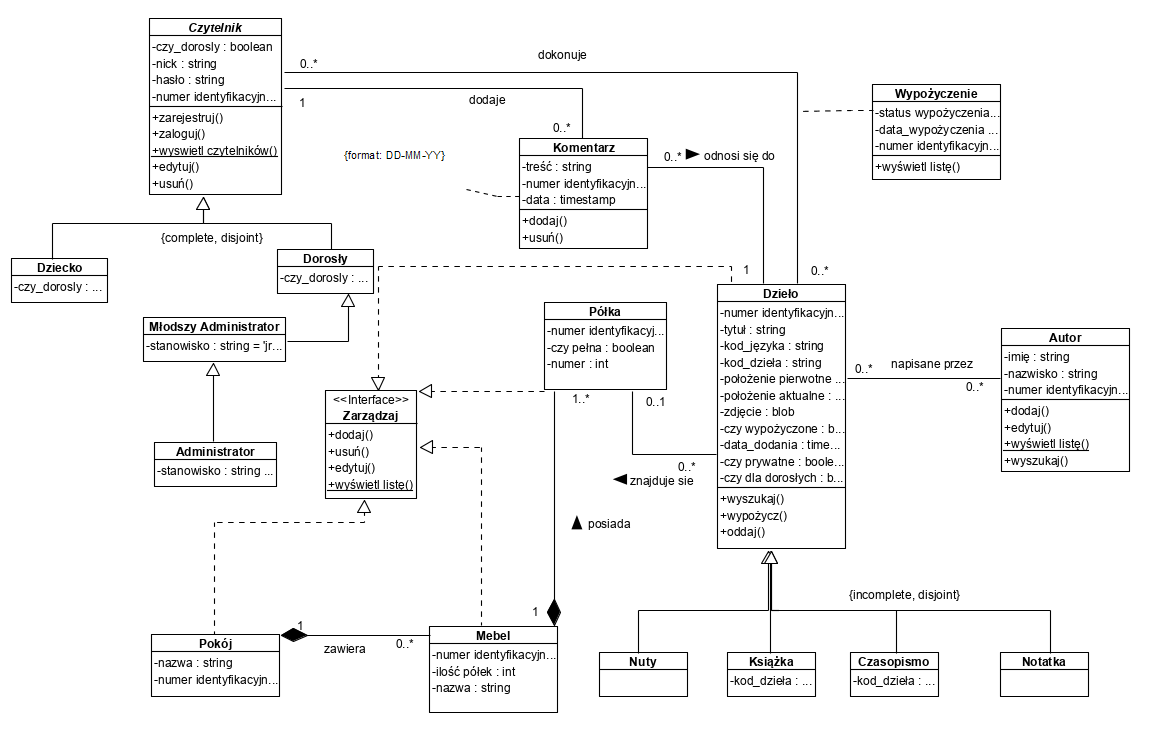 Czytelnik
-czy_dorosly : boolean
-nick : string
-hasło : string
-numer identyfikacyjn...
+zarejestruj()
+zaloguj()
+wyswietl czytelników()
+edytuj()
+usuń()
0..*
dokonuje
1
dodaje
0..*
Wypożyczenie
-status wypożyczenia...
-data_wypożyczenia ...
-numer identyfikacyjn...
+wyświetl listę()
{format: DD-MM-YY}
Komentarz
-treść : string
-numer identyfikacyjn...
-data : timestamp
+dodaj()
+usuń()
0..* ► odnosi się do
{complete, disjoint}
Dziecko
-czy_dorosly : ...
Dorosły
-czy_dorosly : ...
1
0..*
Młodszy Administrator
-stanowisko : string = 'jr...
Administrator
-stanowisko : string ...
<<Interface>>
Zarządzaj
+dodaj()
+usuń()
+edytuj()
+wyświetl listę()
Półka
-numer identyfikacyj...
-czy pełna : boolean
-numer : int
1..*
0..1
Dzieło
-numer identyfikacyjn...
-tytuł : string
-kod_języka : string
-kod_dzieła : string
-położenie pierwotne ...
-położenie aktualne : ...
-zdjęcie : blob
-czy wypożyczone : b...
-data_dodania : time...
-czy prywatne : boole...
-czy dla dorosłych : b...
+wyszukaj()
+wypożycz()
+oddaj()
0..*
napisane przez
0..*
Autor
-imię : string
-nazwisko : string
-numer identyfikacyjn...
+dodaj()
+edytuj()
+wyświetl listę()
+wyszukaj()
0..*
◄ znajduje sie
▲ posiada
1
Pokój
-nazwa : string
-numer identyfikacyjn...
1
zawiera
0..*
Mebel
-numer identyfikacyjn...
-ilość półek : int
-nazwa : string
{incomplete, disjoint}
Nuty
Książka
-kod_dzieła : ...
Czasopismo
-kod_dzieła : ...
Notatka